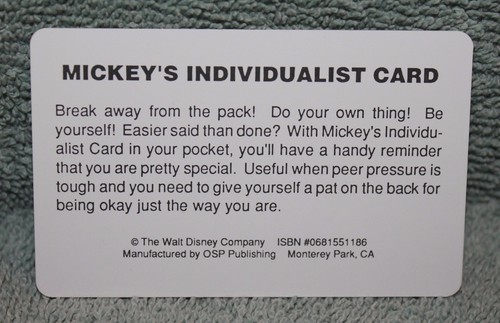 MICKEY'S INDIVIDUALIST CARD
Break away from the pack! Do your own thing! Be
yourself! Easier said than done? With Mickey's Individu-
alist Card in your pocket, you'll have a handy reminder
that you are pretty special. Useful when peer pressure is
tough and you need to give yourself a pat on the back for
being okay just the way you are.
© The Walt Disney Company ISBN #0681551186
Manufactured by OSP Publishing Monterey Park, CA